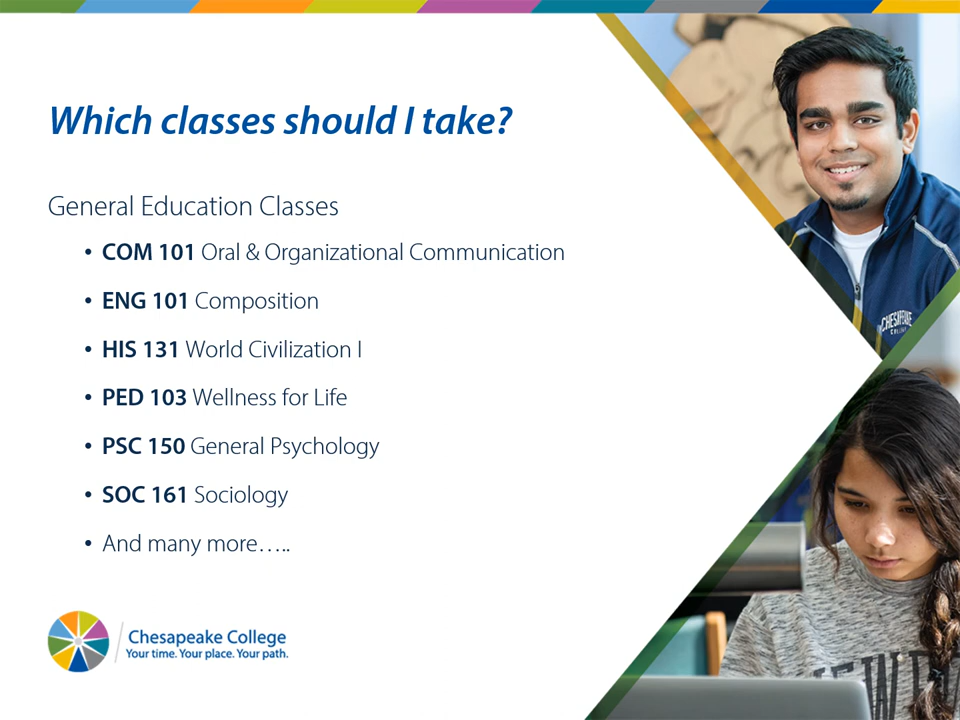 Which classes should I take?
General Education Classes
• COM 101 Oral & Organizational Communication
• ENG 101 Composition
• HIS 131 World Civilization I
• PED 103 Wellness for Life
• PSC 150 General Psychology
• SOC 161 Sociology
• And many more…..
Chesapeake College
Your time. Your place. Your path.
CHESAPEAKE
COLLEGE